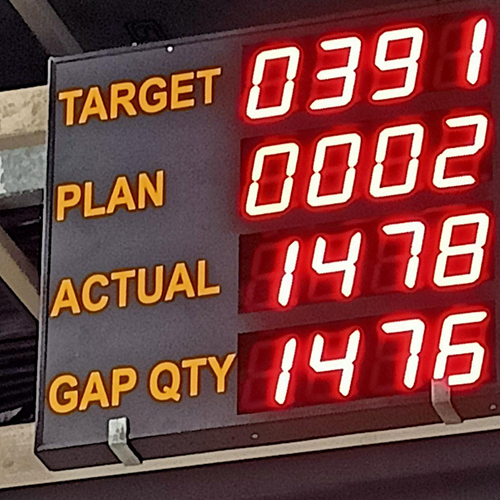 TARGET 0391
PLAN 0002
ACTUAL 1478
GAP QTY 1476